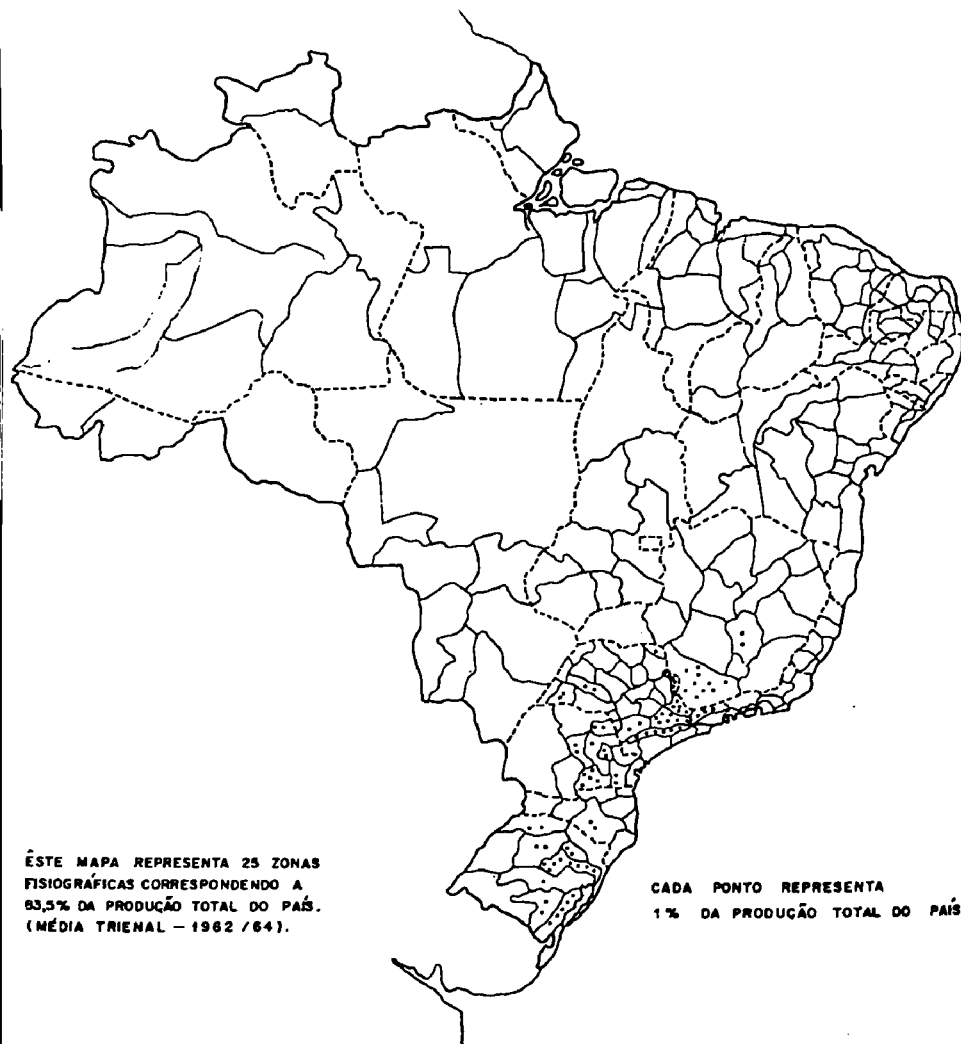 ÊSTE MAPA REPRESENTA 25 ZONAS
FISIOGRÁFICAS CORRESPONDENDO A
83,5% DA PRODUÇÃO TOTAL DO PAÍS.
(MÉDIA TRIENAL – 1962 /64).
CADA PONTO REPRESENTA
1% DA PRODUÇÃO TOTAL DO PAÍS